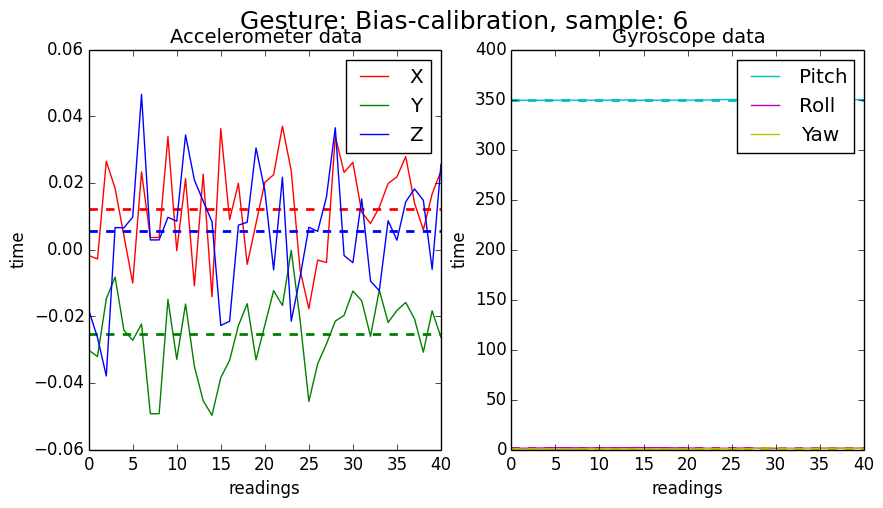 Gesture: Bias-calibration, sample: 6
Accelerometer data
Gyroscope data
0.06
0.04
0.02
0.00
−0.02
−0.04
−0.06
time
0 5 10 15 20 25 30 35 40
readings
X
Y
Z
400
350
300
250
200
150
100
50
0
time
0 5 10 15 20 25 30 35 40
readings
Pitch
Roll
Yaw